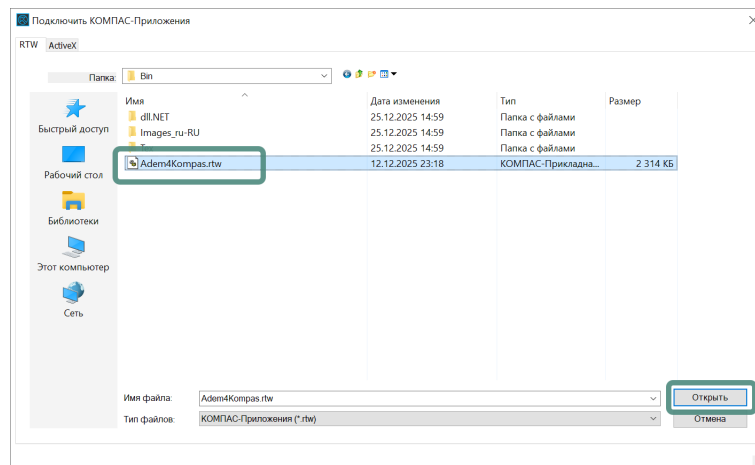 Подключить КОМПАС-Приложения
RTW ActiveX
Папка: Bin
Имя Дата изменения Тип Размер
dll.NET 25.12.2025 14:59 Папка с файлами
Images_ru-RU 25.12.2025 14:59 Папка с файлами
25.12.2025 14:59 Папка с файлами
Adem4Kompas.rtw 12.12.2025 23:18 КОМПАС-Прикладна... 2 314 КБ
Быстрый доступ
Рабочий стол
Библиотеки
Этот компьютер
Сеть
Имя файла: Adem4Kompas.rtw Открыть
Тип файлов: КОМПАС-Приложения (*.rtw) Отмена